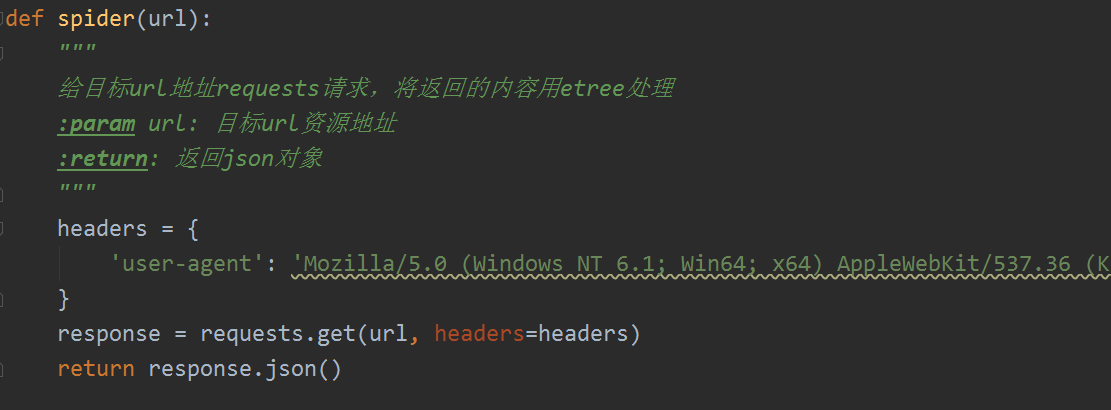 def spider(url):
"""
给目标url地址requests请求，将返回的内容用etree处理
:param url: 目标url资源地址
:return: 返回json对象
"""
headers = {
'user-agent': 'Mozilla/5.0 (Windows NT 6.1; Win64; x64) AppleWebKit/537.36 (K
}
response = requests.get(url, headers=headers)
return response.json()